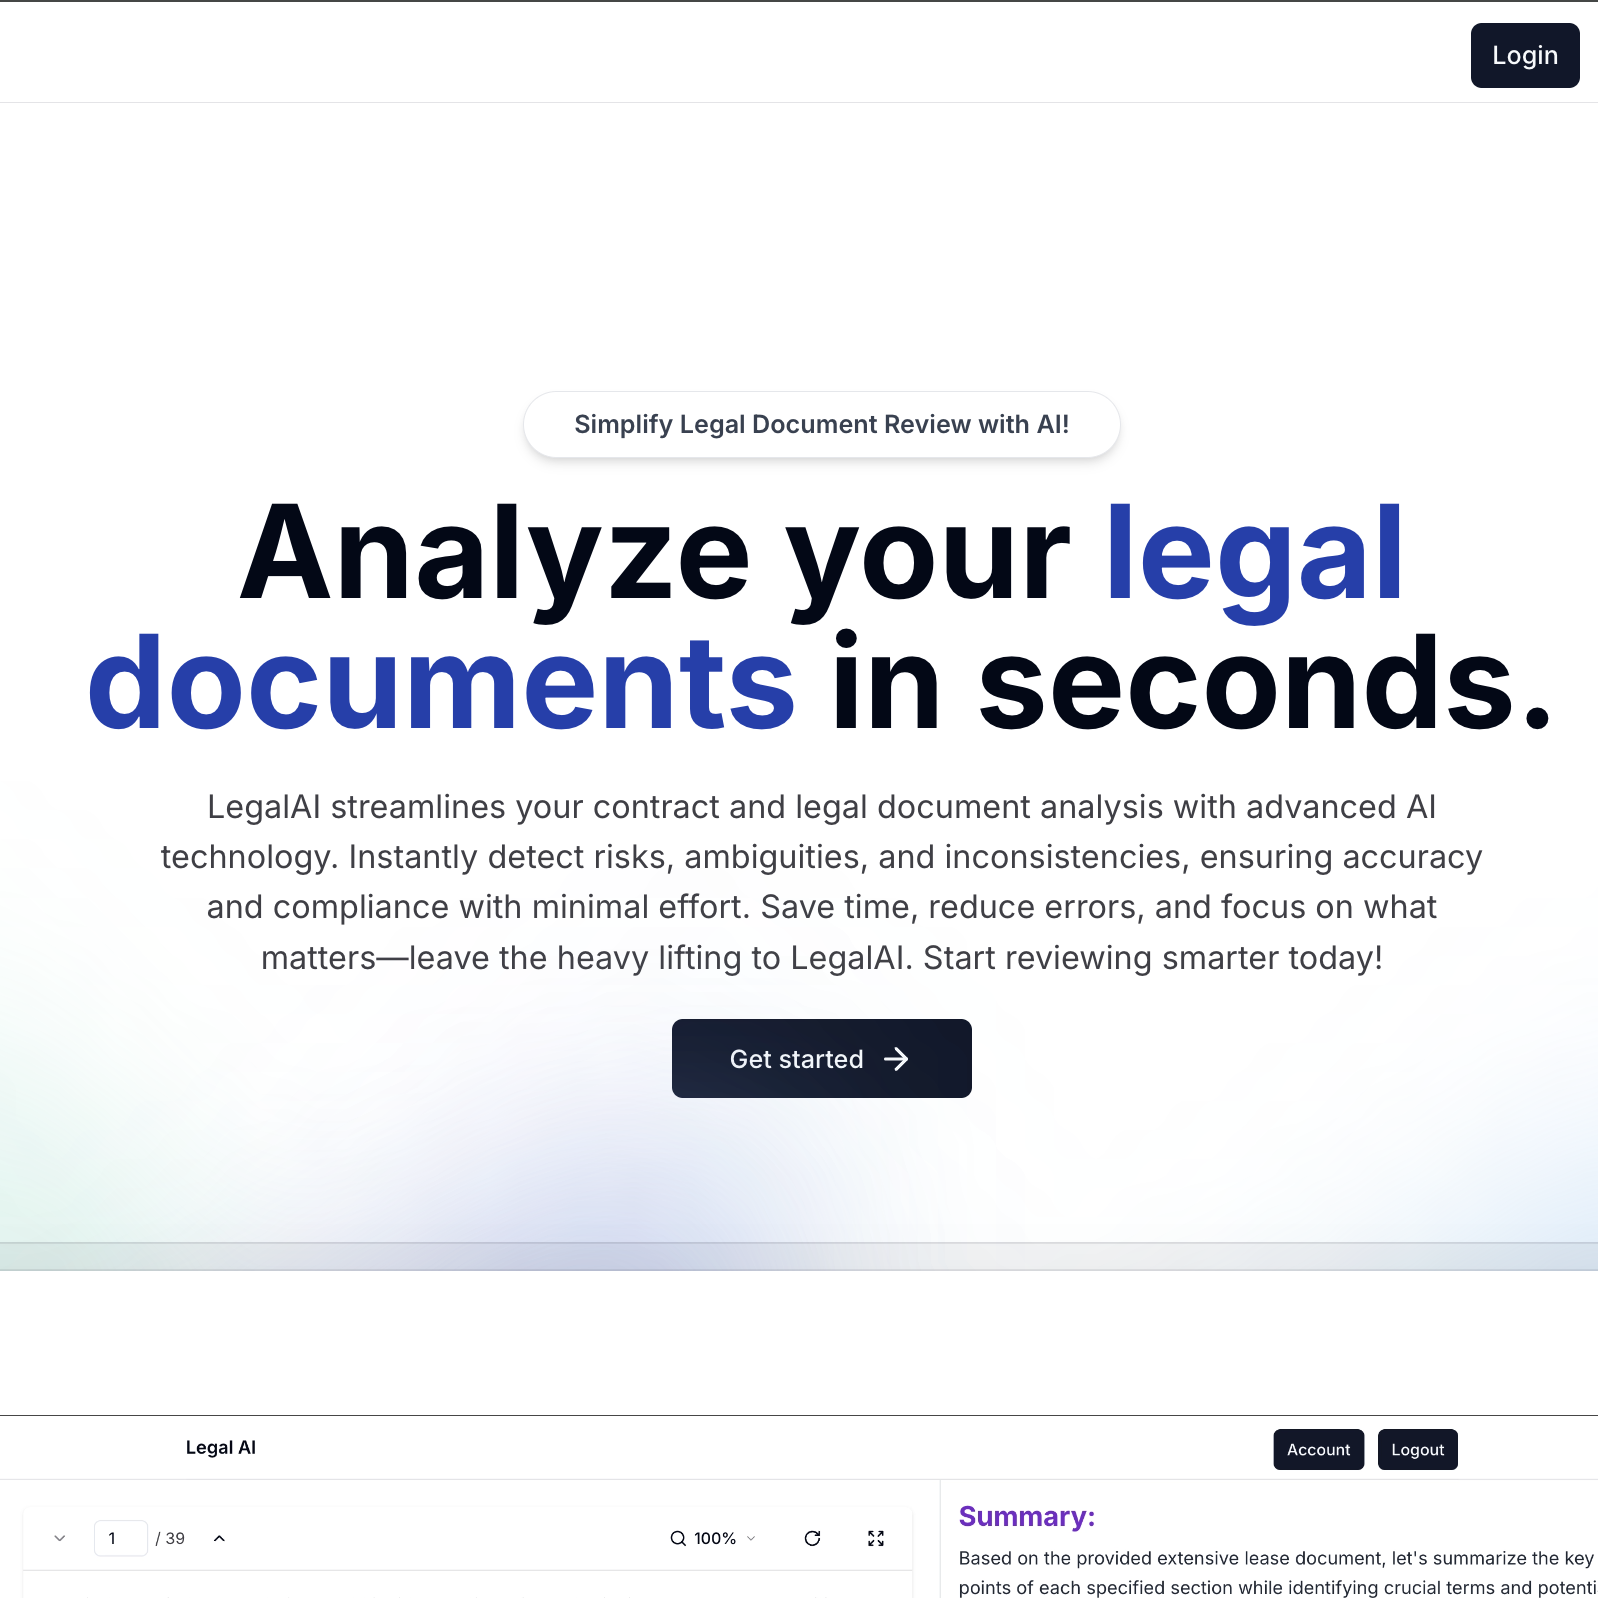 Login
Simplify Legal Document Review with AI!
Analyze your legal
documents in seconds.
LegalAI streamlines your contract and legal document analysis with advanced AI
technology. Instantly detect risks, ambiguities, and inconsistencies, ensuring accuracy
and compliance with minimal effort. Save time, reduce errors, and focus on what
matters—leave the heavy lifting to LegalAI. Start reviewing smarter today!
Get started
Legal AI
Account
Logout
1 / 39
100%
Summary:
Based on the provided extensive lease document, let's summarize the key
points of each specified section while identifying crucial terms and potenti